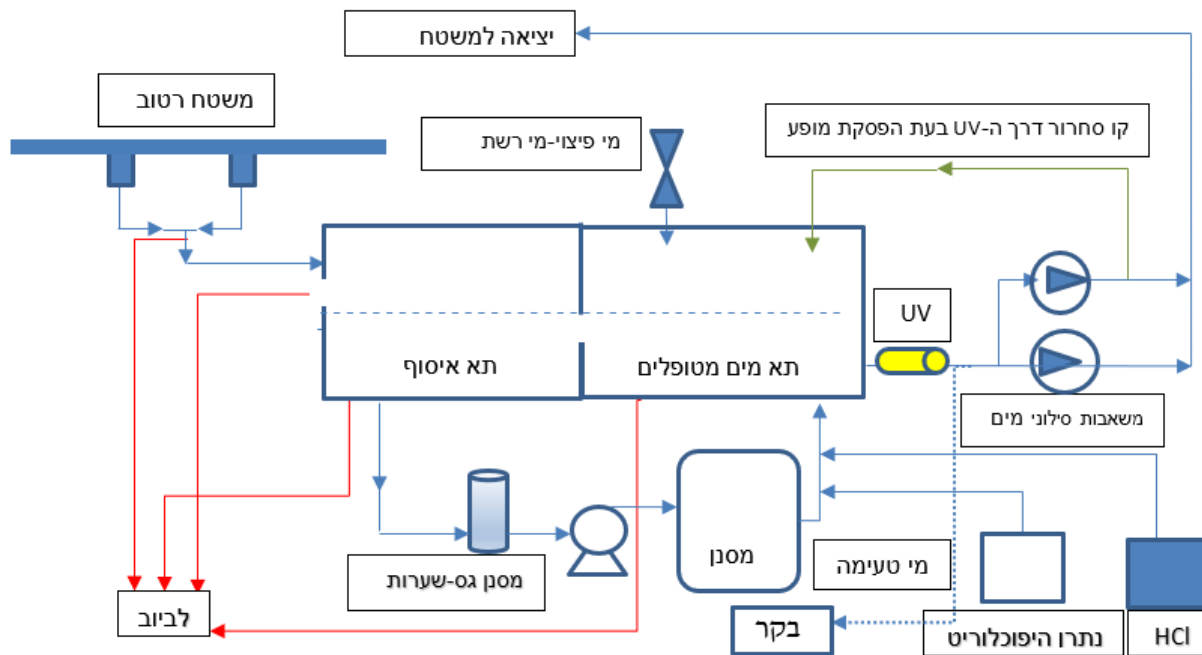 יציאה למשטח
משטח רטוב
מי פיצוי-מי רשת
קו סחרור דרך ה-UV בעת הפסקת מופע
UV
תא איסוף
תא מים מטופלים
משאבות סילוני מים
מסנן
מי טעימה
מסנן גס-שערות
לביוב
בקר
נתרן היפוכלוריט
HCl